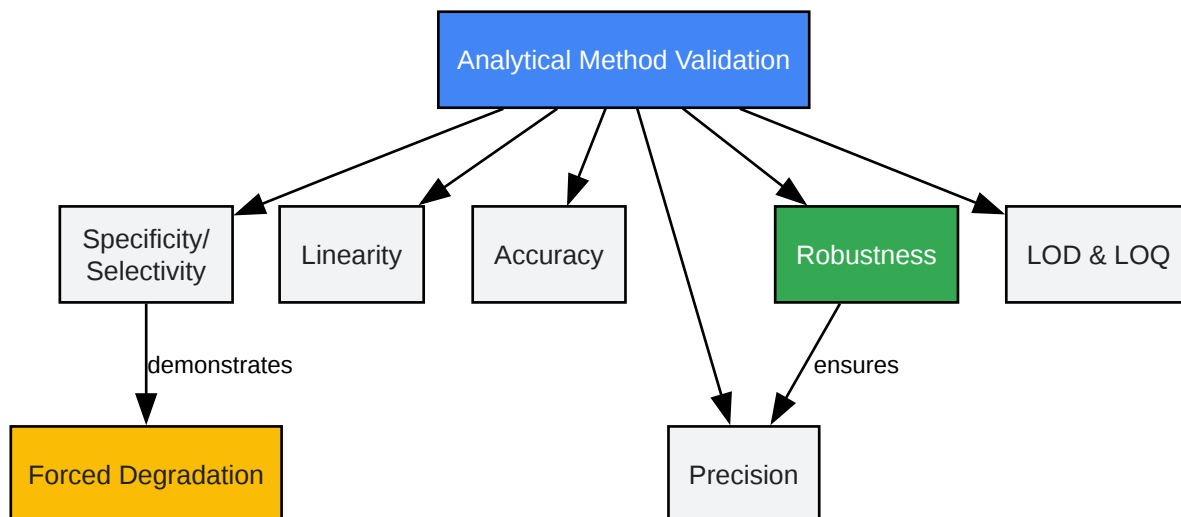 Analytical Method Validation
Specificity/
Selectivity
Linearity
Accuracy
Robustness
LOD & LOQ
demonstrates
ensures
Forced Degradation
Precision